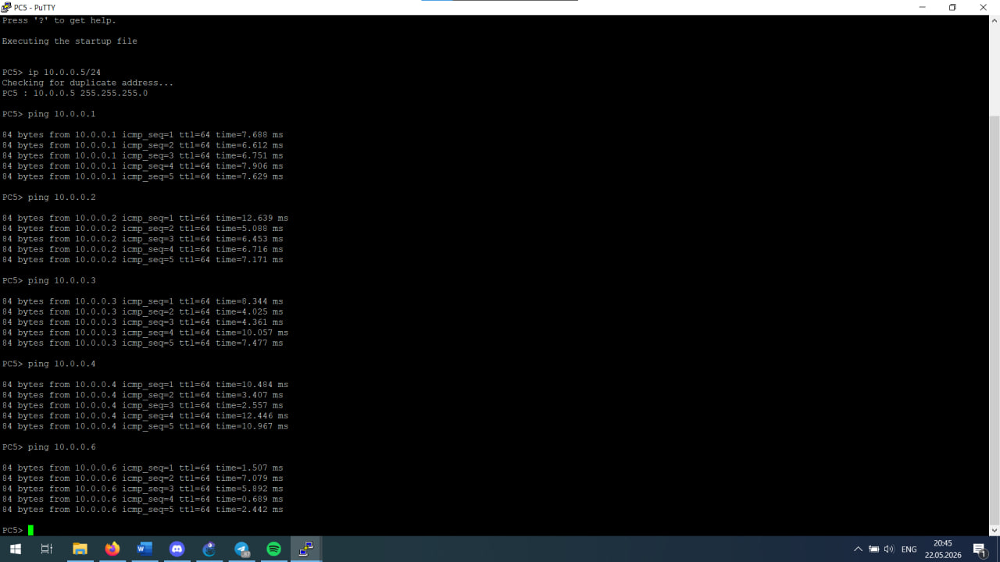 PC5 - PuTTY
Press '?' to get help.
Executing the startup file
PC5> ip 10.0.0.5/24
Checking for duplicate address...
PC5 : 10.0.0.5 255.255.255.0
PC5> ping 10.0.0.1
84 bytes from 10.0.0.1 icmp_seq=1 ttl=64 time=7.688 ms
84 bytes from 10.0.0.1 icmp_seq=2 ttl=64 time=6.612 ms
84 bytes from 10.0.0.1 icmp_seq=3 ttl=64 time=6.751 ms
84 bytes from 10.0.0.1 icmp_seq=4 ttl=64 time=7.906 ms
84 bytes from 10.0.0.1 icmp_seq=5 ttl=64 time=7.629 ms
PC5> ping 10.0.0.2
84 bytes from 10.0.0.2 icmp_seq=1 ttl=64 time=12.639 ms
84 bytes from 10.0.0.2 icmp_seq=2 ttl=64 time=5.088 ms
84 bytes from 10.0.0.2 icmp_seq=3 ttl=64 time=6.453 ms
84 bytes from 10.0.0.2 icmp_seq=4 ttl=64 time=6.716 ms
84 bytes from 10.0.0.2 icmp_seq=5 ttl=64 time=7.171 ms
PC5> ping 10.0.0.3
84 bytes from 10.0.0.3 icmp_seq=1 ttl=64 time=8.344 ms
84 bytes from 10.0.0.3 icmp_seq=2 ttl=64 time=4.025 ms
84 bytes from 10.0.0.3 icmp_seq=3 ttl=64 time=4.361 ms
84 bytes from 10.0.0.3 icmp_seq=4 ttl=64 time=10.057 ms
84 bytes from 10.0.0.3 icmp_seq=5 ttl=64 time=7.477 ms
PC5> ping 10.0.0.4
84 bytes from 10.0.0.4 icmp_seq=1 ttl=64 time=10.484 ms
84 bytes from 10.0.0.4 icmp_seq=2 ttl=64 time=3.407 ms
84 bytes from 10.0.0.4 icmp_seq=3 ttl=64 time=2.557 ms
84 bytes from 10.0.0.4 icmp_seq=4 ttl=64 time=12.446 ms
84 bytes from 10.0.0.4 icmp_seq=5 ttl=64 time=10.967 ms
PC5> ping 10.0.0.6
84 bytes from 10.0.0.6 icmp_seq=1 ttl=64 time=1.507 ms
84 bytes from 10.0.0.6 icmp_seq=2 ttl=64 time=7.079 ms
84 bytes from 10.0.0.6 icmp_seq=3 ttl=64 time=5.892 ms
84 bytes from 10.0.0.6 icmp_seq=4 ttl=64 time=0.689 ms
84 bytes from 10.0.0.6 icmp_seq=5 ttl=64 time=2.442 ms
PC5>
ENG
20:45
22.05.2026
1